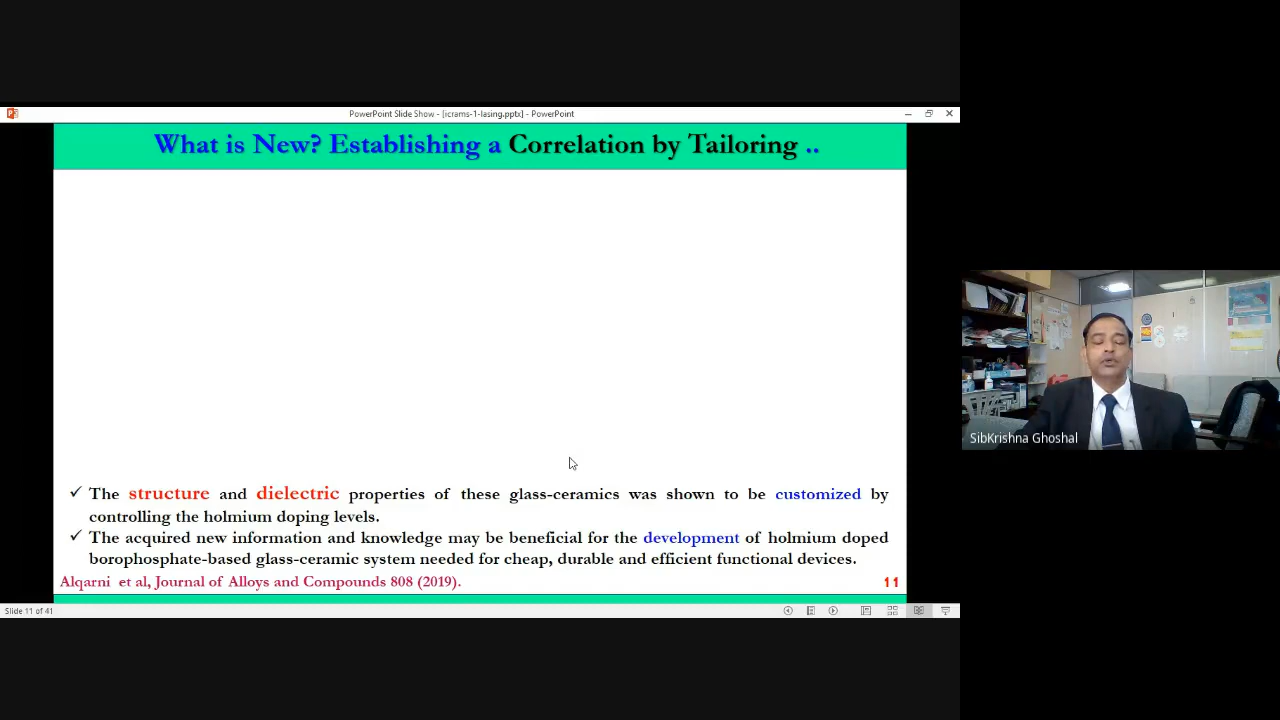 PowerPoint Slide Show - [icrams-1-lasing.pptx] - PowerPoint
What is New? Establishing a Correlation by Tailoring ..
✓ The structure and dielectric properties of these glass-ceramics was shown to be customized by
controlling the holmium doping levels.
✓ The acquired new information and knowledge may be beneficial for the development of holmium doped
borophosphate-based glass-ceramic system needed for cheap, durable and efficient functional devices.
Alqarni et al, Journal of Alloys and Compounds 808 (2019).
11
Slide 11 of 41
SibKrishna Ghoshal